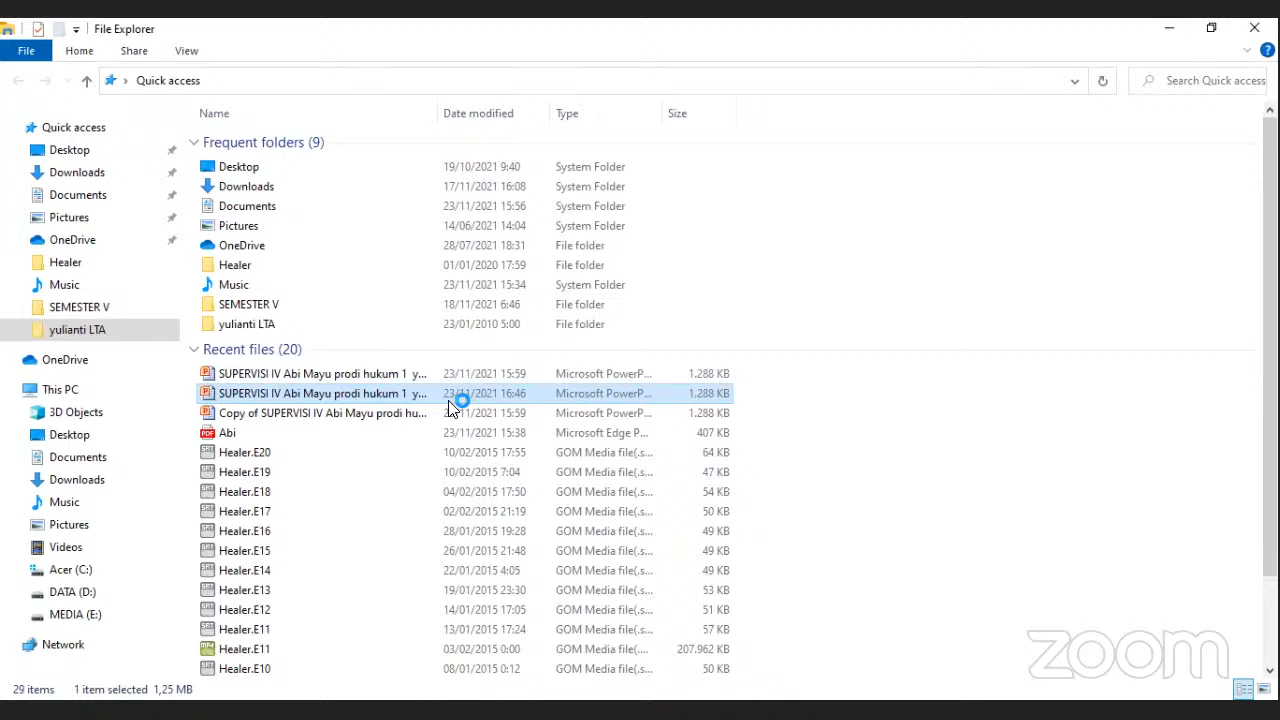 File Explorer
File Home Share View
Quick access
Search Quick access
Name Date modified Type Size
Quick access
Desktop
Downloads
Documents
Pictures
OneDrive
Healer
Music
SEMESTER V
yulianti LTA
OneDrive
This PC
3D Objects
Desktop
Documents
Downloads
Music
Pictures
Videos
Acer (C:)
DATA (D:)
MEDIA (E:)
Network
Frequent folders (9)
Desktop 19/10/2021 9:40 System Folder
Downloads 17/11/2021 16:08 System Folder
Documents 23/11/2021 15:56 System Folder
Pictures 14/06/2021 14:04 System Folder
OneDrive 28/07/2021 18:31 File folder
Healer 01/01/2020 17:59 File folder
Music 23/11/2021 15:34 System Folder
SEMESTER V 18/11/2021 6:46 File folder
yulianti LTA 23/01/2010 5:00 File folder
Recent files (20)
SUPERVISI IV Abi Mayu prodi hukum 1 y... 23/11/2021 15:59 Microsoft PowerP... 1.288 KB
SUPERVISI IV Abi Mayu prodi hukum 1 y... 23/11/2021 16:46 Microsoft PowerP... 1.288 KB
Copy of SUPERVISI IV Abi Mayu prodi hu... 23/11/2021 15:59 Microsoft PowerP... 1.288 KB
Abi 23/11/2021 15:38 Microsoft Edge P... 407 KB
Healer.E20 10/02/2015 17:55 GOM Media file(.s... 64 KB
Healer.E19 10/02/2015 7:04 GOM Media file(.s... 47 KB
Healer.E18 04/02/2015 17:50 GOM Media file(.s... 54 KB
Healer.E17 02/02/2015 21:19 GOM Media file(.s... 50 KB
Healer.E16 28/01/2015 19:28 GOM Media file(.s... 49 KB
Healer.E15 26/01/2015 21:48 GOM Media file(.s... 49 KB
Healer.E14 22/01/2015 4:05 GOM Media file(.s... 49 KB
Healer.E13 19/01/2015 23:30 GOM Media file(.s... 53 KB
Healer.E12 14/01/2015 17:05 GOM Media file(.s... 51 KB
Healer.E11 13/01/2015 17:24 GOM Media file(.s... 57 KB
Healer.E11 03/02/2015 0:00 GOM Media file(.... 207.962 KB
Healer.E10 08/01/2015 0:12 GOM Media file(.s... 50 KB
zoom
29 items 1 item selected 1,25 MB